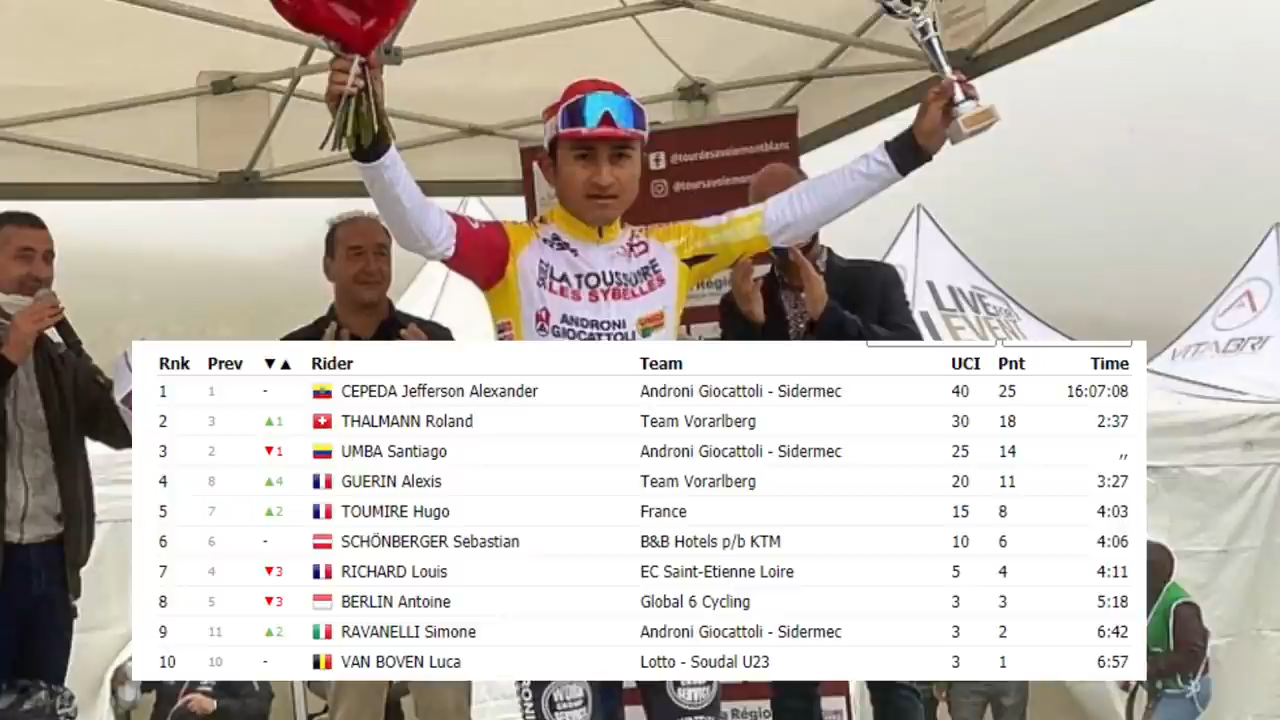 @tourdesavoiemontblanc
@toursavoiemo
LA TOUSSUIRE
LES SYBELLES
ANDRONI
GIOCATTOLI
Régio
LIVE
EVENT
VITABRI
Rnk Prev ▼▲ Rider Team UCI Pnt Time
1 1 - CEPEDA Jefferson Alexander Androni Giocattoli - Sidermec 40 25 16:07:08
2 3 ▲1 THALMANN Roland Team Vorarlberg 30 18 2:37
3 2 ▼1 UMBA Santiago Androni Giocattoli - Sidermec 25 14 ,,
4 8 ▲4 GUERIN Alexis Team Vorarlberg 20 11 3:27
5 7 ▲2 TOUMIRE Hugo France 15 8 4:03
6 6 - SCHÖNBERGER Sebastian B&B Hotels p/b KTM 10 6 4:06
7 4 ▼3 RICHARD Louis EC Saint-Etienne Loire 5 4 4:11
8 5 ▼3 BERLIN Antoine Global 6 Cycling 3 3 5:18
9 11 ▲2 RAVANELLI Simone Androni Giocattoli - Sidermec 3 2 6:42
10 10 - VAN BOVEN Luca Lotto - Soudal U23 3 1 6:57
la Région